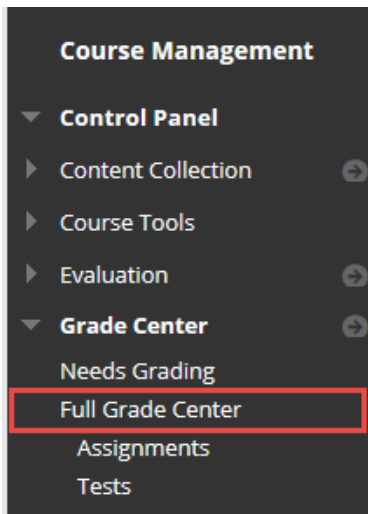 Course Management
Control Panel
Content Collection
Course Tools
Evaluation
Grade Center
Needs Grading
Full Grade Center
Assignments
Tests